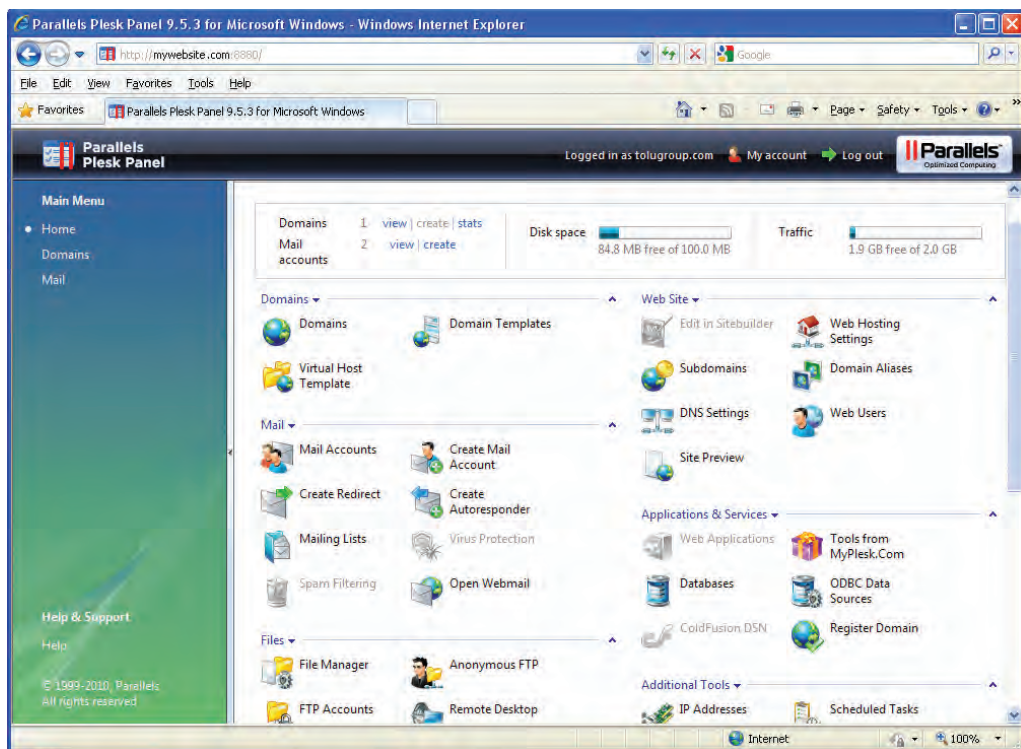 Parallels Plesk Panel 9.5.3 for Microsoft Windows - Windows Internet Explorer
http://mywebsite.com:8880/
Google
File Edit View Favorites Tools Help
Favorites
Parallels Plesk Panel 9.5.3 for Microsoft Windows
Page Safety Tools
Parallels
Plesk Panel
Logged in as tolugroup.com My account Log out
Parallels
Optimized Computing
Main Menu
Home
Domains
Mail
Help & Support
Help
© 1999-2010, Parallels
All rights reserved
Domains 1 view | create | stats
Mail accounts 2 view | create
Disk space
84.8 MB free of 100.0 MB
Traffic
1.9 GB free of 2.0 GB
Domains
Domains
Domain Templates
Virtual Host
Template
Mail
Mail Accounts
Create Mail
Account
Create Redirect
Create
Autoresponder
Mailing Lists
Virus Protection
Spam Filtering
Open Webmail
Files
File Manager
Anonymous FTP
FTP Accounts
Remote Desktop
Web Site
Edit in Sitebuilder
Web Hosting
Settings
Subdomains
Domain Aliases
DNS Settings
Web Users
Site Preview
Applications & Services
Web Applications
Tools from
MyPlesk.Com
Databases
ODBC Data
Sources
ColdFusion DSN
Register Domain
Additional Tools
IP Addresses
Scheduled Tasks
Internet
100%